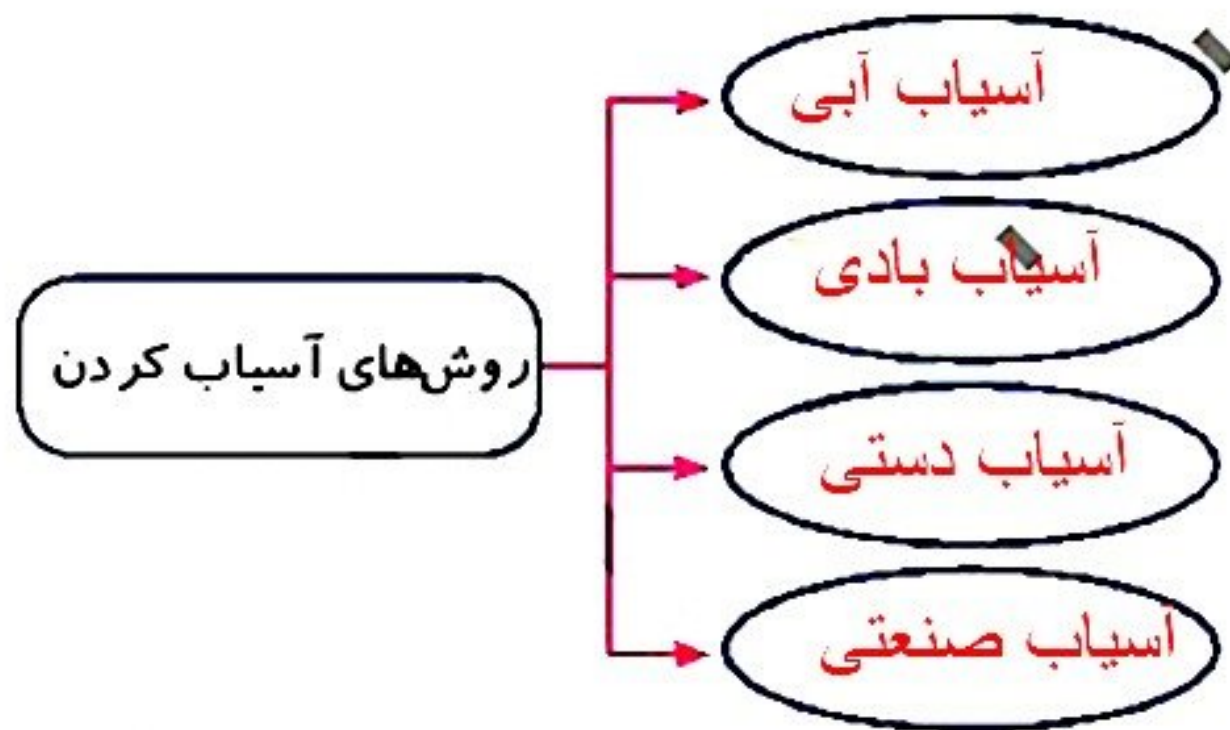 روش‌های آسیاب کردن
آسیاب آبی
آسیاب بادی
آسیاب دستی
آسیاب صنعتی